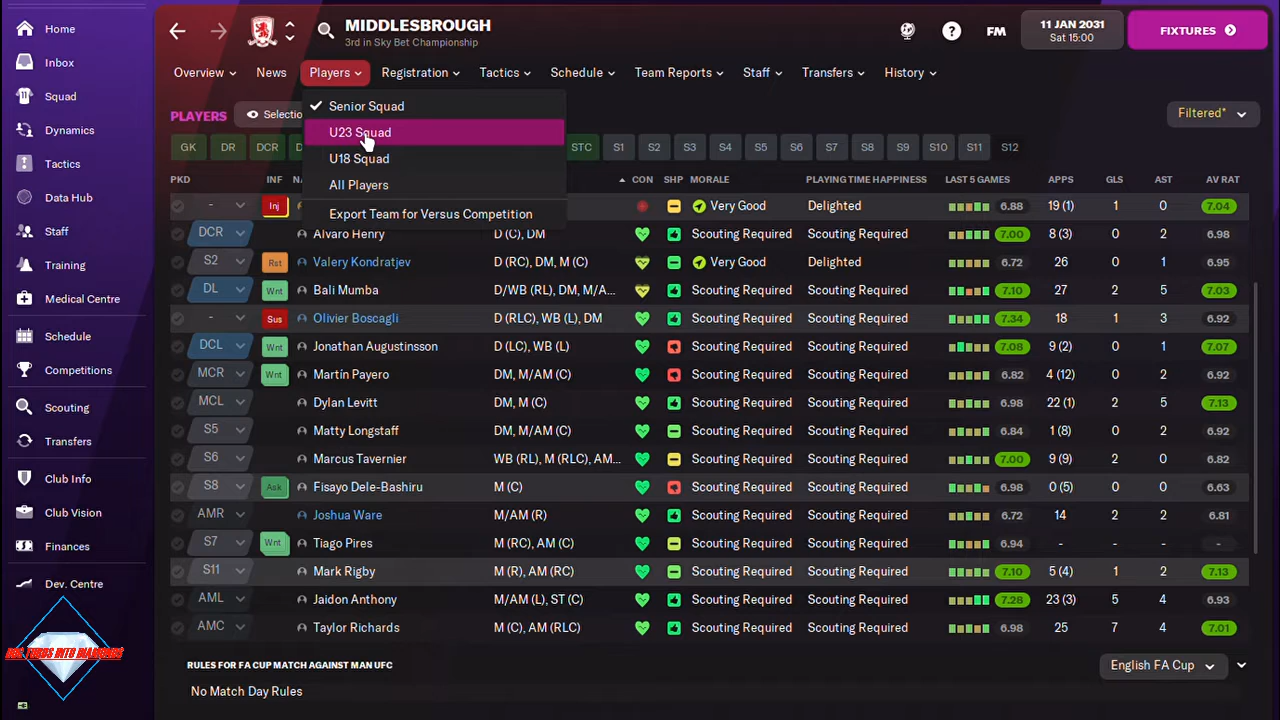 Home
Inbox
Squad
Dynamics
Tactics
Data Hub
Staff
Training
Medical Centre
Schedule
Competitions
Scouting
Transfers
Club Info
Club Vision
Finances
Dev. Centre
MIDDLESBROUGH
3rd in Sky Bet Championship
FM
11 JAN 2031
Sat 15:00
FIXTURES
Overview News Players Registration Tactics Schedule Team Reports Staff Transfers History
PLAYERS Selectio
Filtered*
Senior Squad
U23 Squad
U18 Squad
All Players
Export Team for Versus Competition
GK DR DCR STC S1 S2 S3 S4 S5 S6 S7 S8 S9 S10 S11 S12
PKD INF CON SHP MORALE PLAYING TIME HAPPINESS LAST 5 GAMES APPS GLS AST AV RAT
- Inj Very Good Delighted 6.88 19 (1) 1 0 7.04
DCR Alvaro Henry D (C), DM Scouting Required Scouting Required 7.00 8 (3) 0 2 6.98
S2 Rst Valery Kondratjev D (RC), DM, M (C) Very Good Delighted 6.72 26 0 1 6.95
DL Wnt Bali Mumba D/WB (RL), DM, M/A... Scouting Required Scouting Required 7.10 27 2 5 7.03
- Sus Olivier Boscagli D (RLC), WB (L), DM Scouting Required Scouting Required 7.34 18 1 3 6.92
DCL Wnt Jonathan Augustinsson D (LC), WB (L) Scouting Required Scouting Required 7.08 9 (2) 0 1 7.07
MCR Wnt Martín Payero DM, M/AM (C) Scouting Required Scouting Required 6.82 4 (12) 0 2 6.92
MCL Dylan Levitt DM, M (C) Scouting Required Scouting Required 6.98 22 (1) 2 5 7.13
S5 Matty Longstaff DM, M/AM (C) Scouting Required Scouting Required 6.84 1 (8) 0 2 6.92
S6 Marcus Tavernier WB (RL), M (RLC), AM... Scouting Required Scouting Required 7.00 9 (9) 2 0 6.82
S8 Ask Fisayo Dele-Bashiru M (C) Scouting Required Scouting Required 6.98 0 (5) 0 0 6.63
AMR Joshua Ware M/AM (R) Scouting Required Scouting Required 6.72 14 2 2 6.81
S7 Wnt Tiago Pires M (RC), AM (C) Scouting Required Scouting Required 6.94 - - - -
S11 Mark Rigby M (R), AM (RC) Scouting Required Scouting Required 7.10 5 (4) 1 2 7.13
AML Jaidon Anthony M/AM (L), ST (C) Scouting Required Scouting Required 7.28 23 (3) 5 4 6.93
AMC Taylor Richards M (C), AM (RLC) Scouting Required Scouting Required 6.98 25 7 4 7.01
RULES FOR FA CUP MATCH AGAINST MAN UFC
English FA Cup
No Match Day Rules
TURDS INTO DIAMONDS